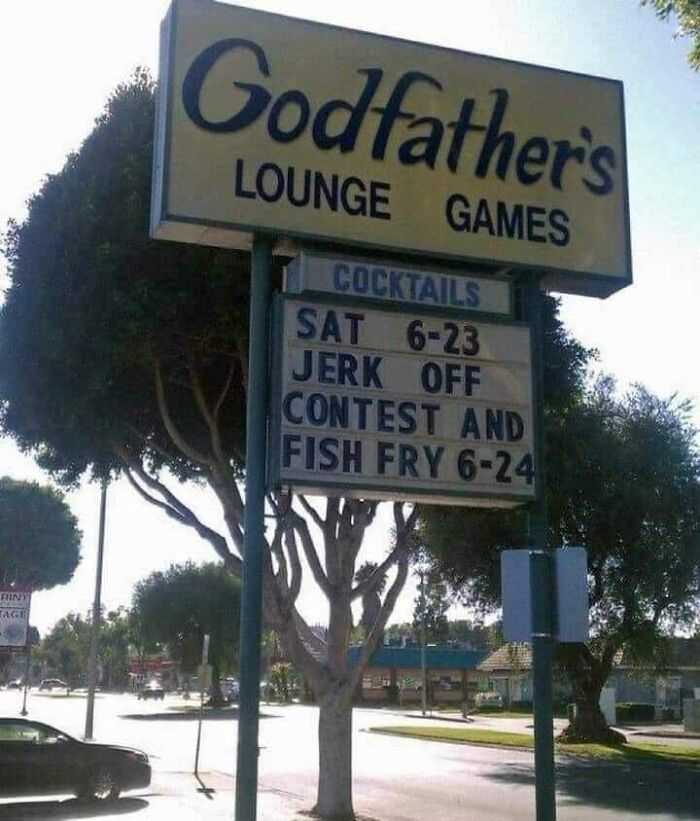 Godfather's
LOUNGE GAMES
COCKTAILS
SAT 6-23
JERK OFF
CONTEST AND
FISH FRY 6-24